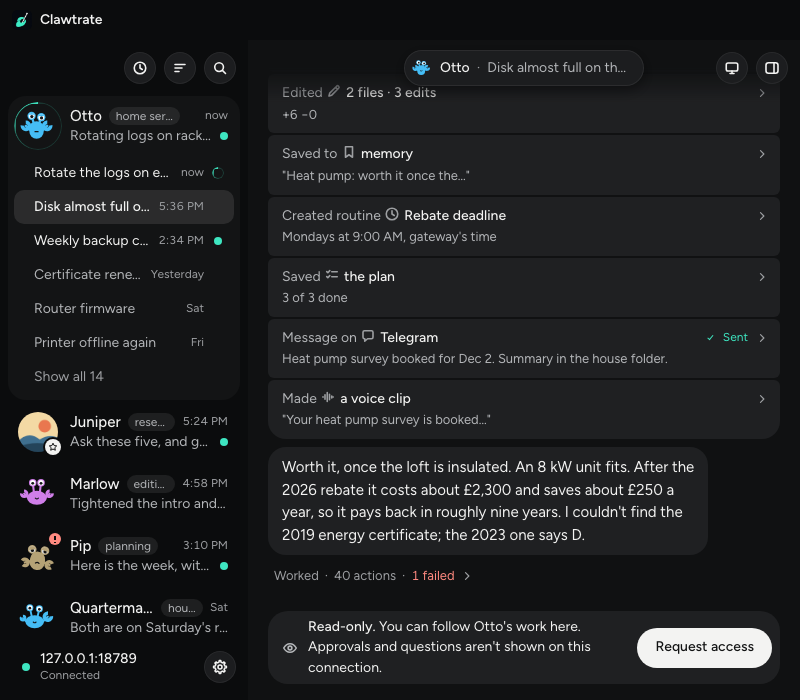 Clawtrate
Otto home ser... now
Rotating logs on rack...
Rotate the logs on e... now
Disk almost full o... 5:36 PM
Weekly backup c... 2:34 PM
Certificate rene... Yesterday
Router firmware Sat
Printer offline again Fri
Show all 14
Juniper rese... 5:24 PM
Ask these five, and g...
Marlow editi... 4:58 PM
Tightened the intro and...
Pip planning 3:10 PM
Here is the week, wit...
Quarterma... hou... Sat
Both are on Saturday's r...
127.0.0.1:18789
Connected
Otto · Disk almost full on th...
Edited 2 files · 3 edits
+6 −0
Saved to memory
"Heat pump: worth it once the..."
Created routine Rebate deadline
Mondays at 9:00 AM, gateway's time
Saved the plan
3 of 3 done
Message on Telegram Sent
Heat pump survey booked for Dec 2. Summary in the house folder.
Made a voice clip
"Your heat pump survey is booked..."
Worth it, once the loft is insulated. An 8 kW unit fits. After the
2026 rebate it costs about £2,300 and saves about £250 a
year, so it pays back in roughly nine years. I couldn't find the
2019 energy certificate; the 2023 one says D.
Worked · 40 actions · 1 failed
Read-only. You can follow Otto's work here.
Approvals and questions aren't shown on this
connection.
Request access